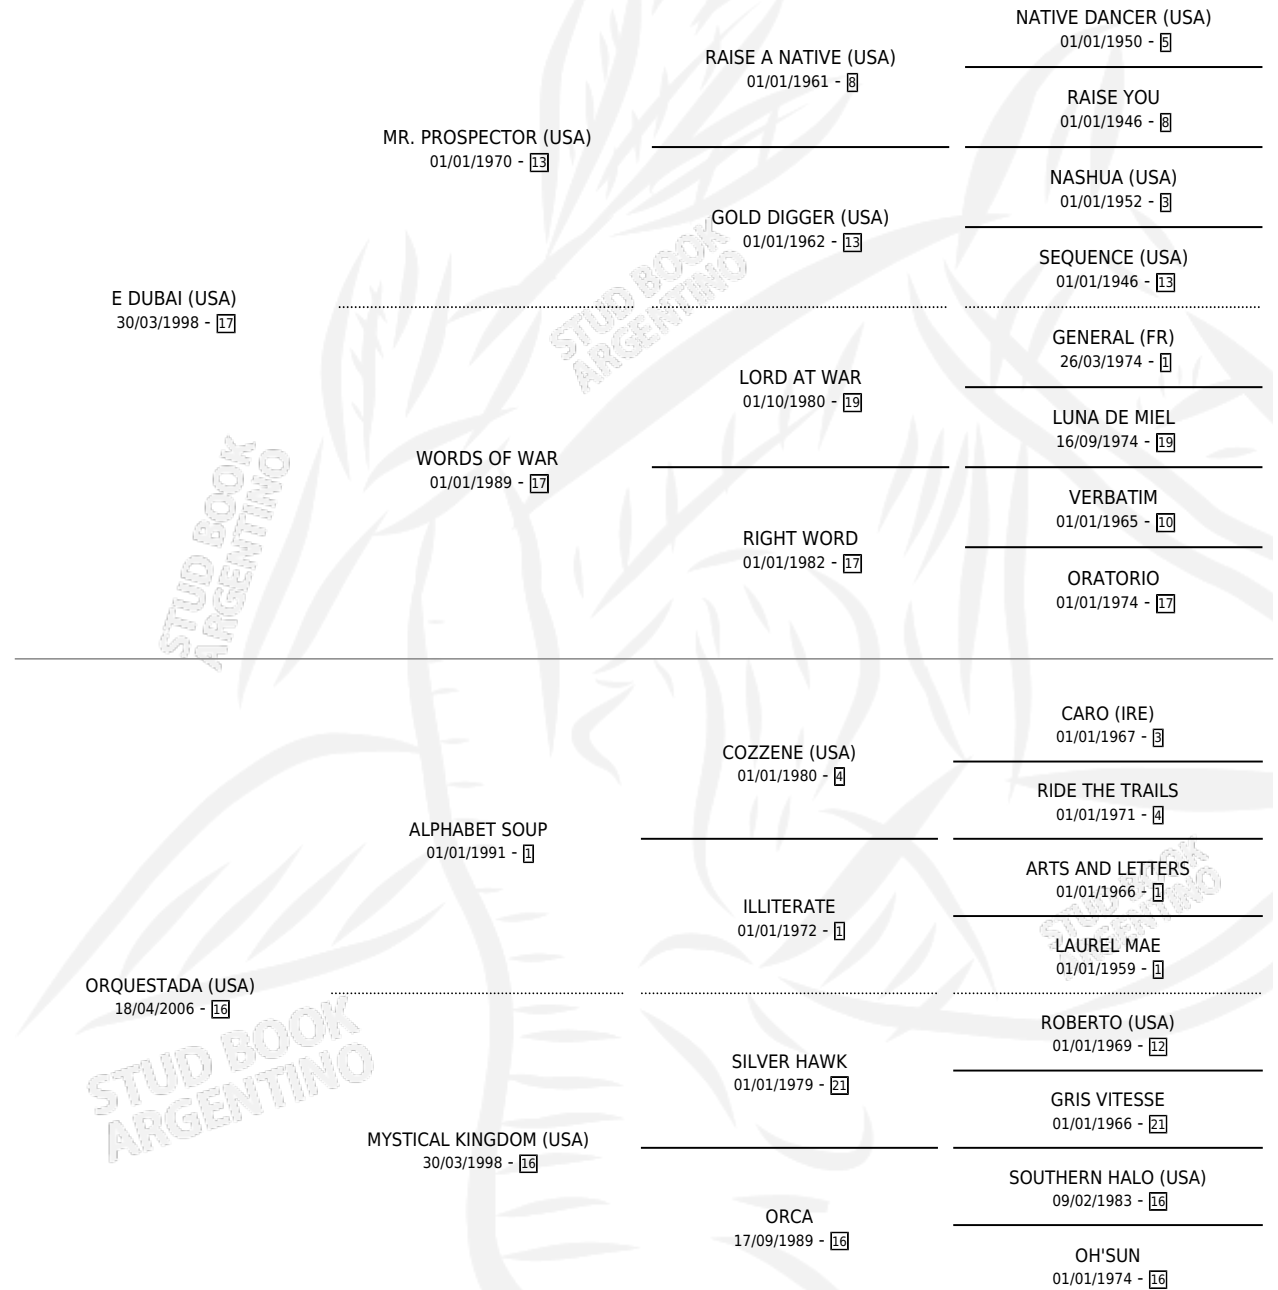 NATIVE DANCER (USA)
01/01/1950 - 5
RAISE A NATIVE (USA)
01/01/1961 - 8
RAISE YOU
01/01/1946 - 8
MR. PROSPECTOR (USA)
01/01/1970 - 13
NASHUA (USA)
01/01/1952 - 3
GOLD DIGGER (USA)
01/01/1962 - 13
SEQUENCE (USA)
01/01/1946 - 13
E DUBAI (USA)
30/03/1998 - 17
GENERAL (FR)
26/03/1974 - 1
LORD AT WAR
01/10/1980 - 19
LUNA DE MIEL
16/09/1974 - 19
WORDS OF WAR
01/01/1989 - 17
VERBATIM
01/01/1965 - 10
RIGHT WORD
01/01/1982 - 17
ORATORIO
01/01/1974 - 17
CARO (IRE)
01/01/1967 - 3
COZZENE (USA)
01/01/1980 - 4
RIDE THE TRAILS
01/01/1971 - 4
ALPHABET SOUP
01/01/1991 - 1
ARTS AND LETTERS
01/01/1966 - 1
ILLITERATE
01/01/1972 - 1
LAUREL MAE
01/01/1959 - 1
ORQUESTADA (USA)
18/04/2006 - 16
ROBERTO (USA)
01/01/1969 - 12
SILVER HAWK
01/01/1979 - 21
GRIS VITESSE
01/01/1966 - 21
MYSTICAL KINGDOM (USA)
30/03/1998 - 16
SOUTHERN HALO (USA)
09/02/1983 - 16
ORCA
17/09/1989 - 16
OH'SUN
01/01/1974 - 16
STUD BOOK
ARGENTINO
STUD BOOK
ARGENTINO
STUD BOOK
ARGENTINO
STUD BOOK
ARGENTINO